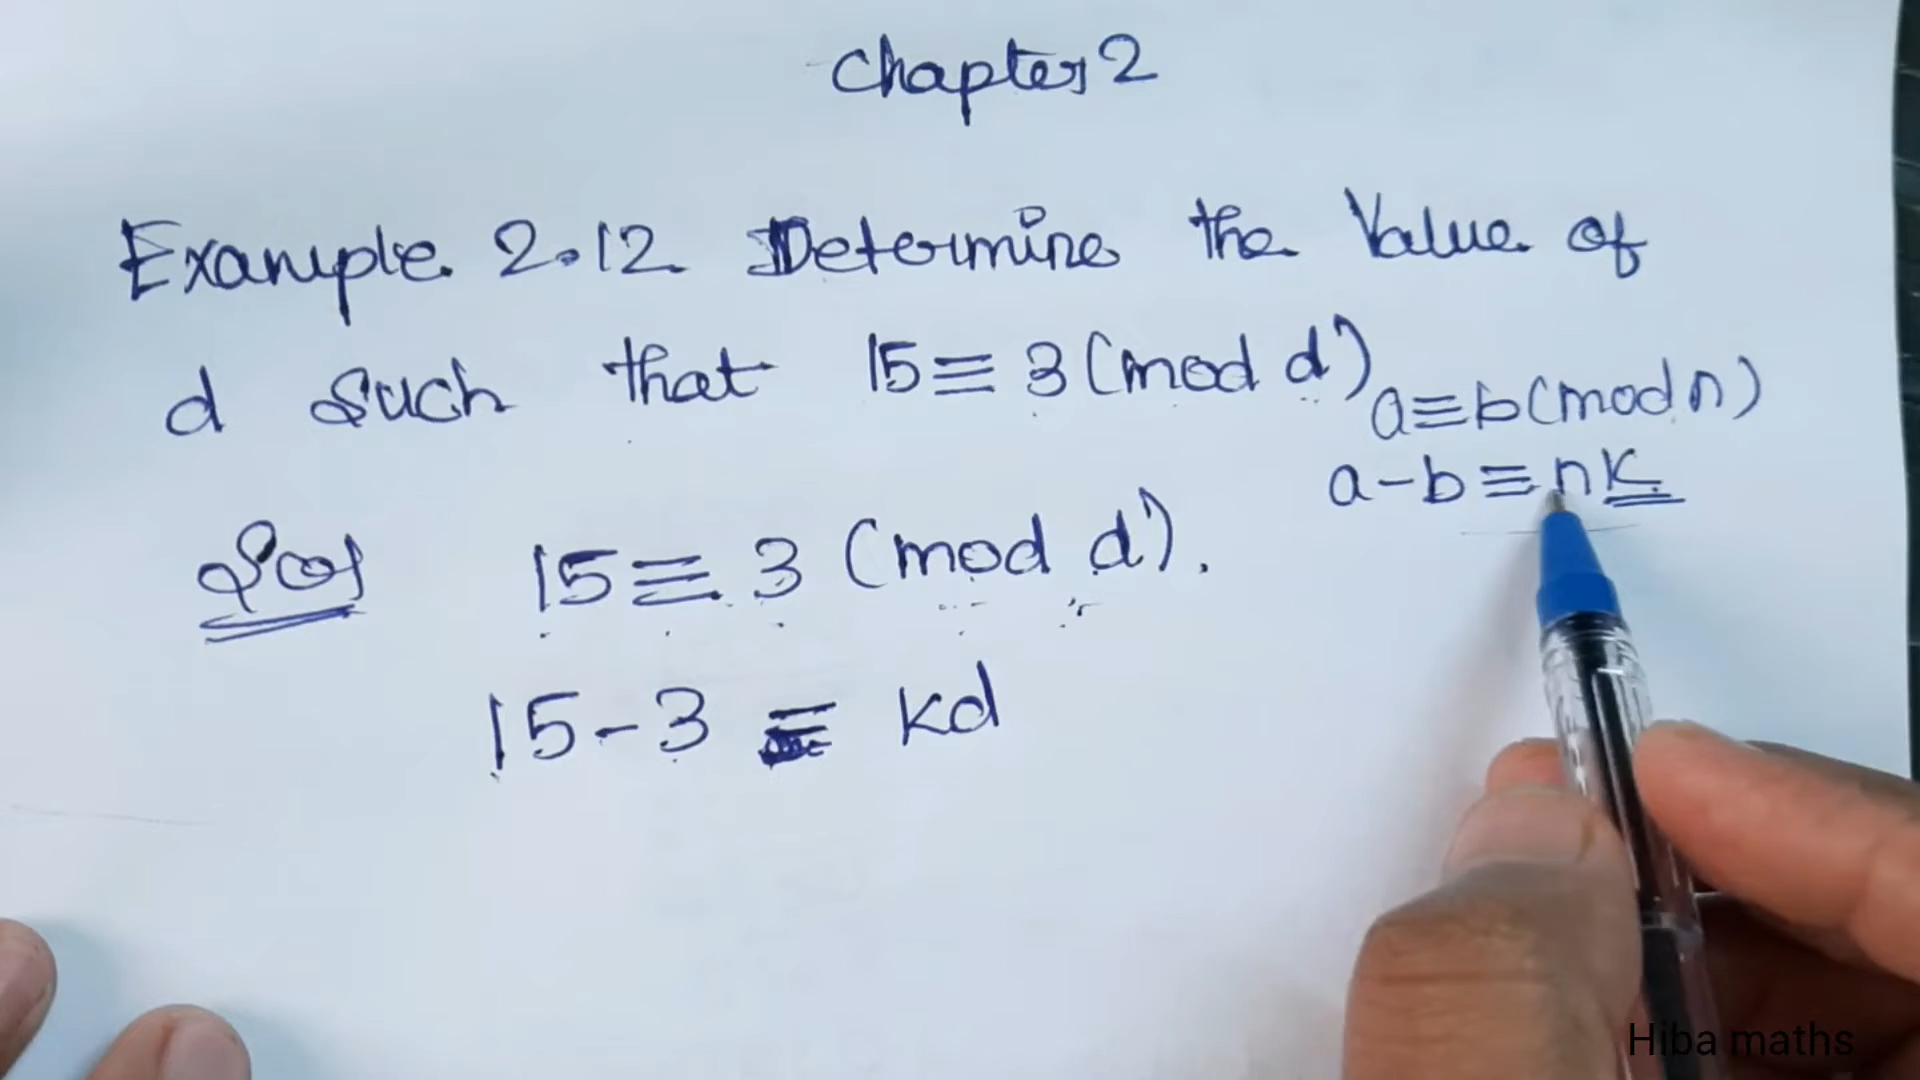 Chapter 2
Example 2.12 Determine the Value of
d such that 15 ≡ 3 (mod d)
a ≡ b (mod n)
a - b ≡ nk
Sol 15 ≡ 3 (mod d).
15 - 3 = kd
Hiba maths